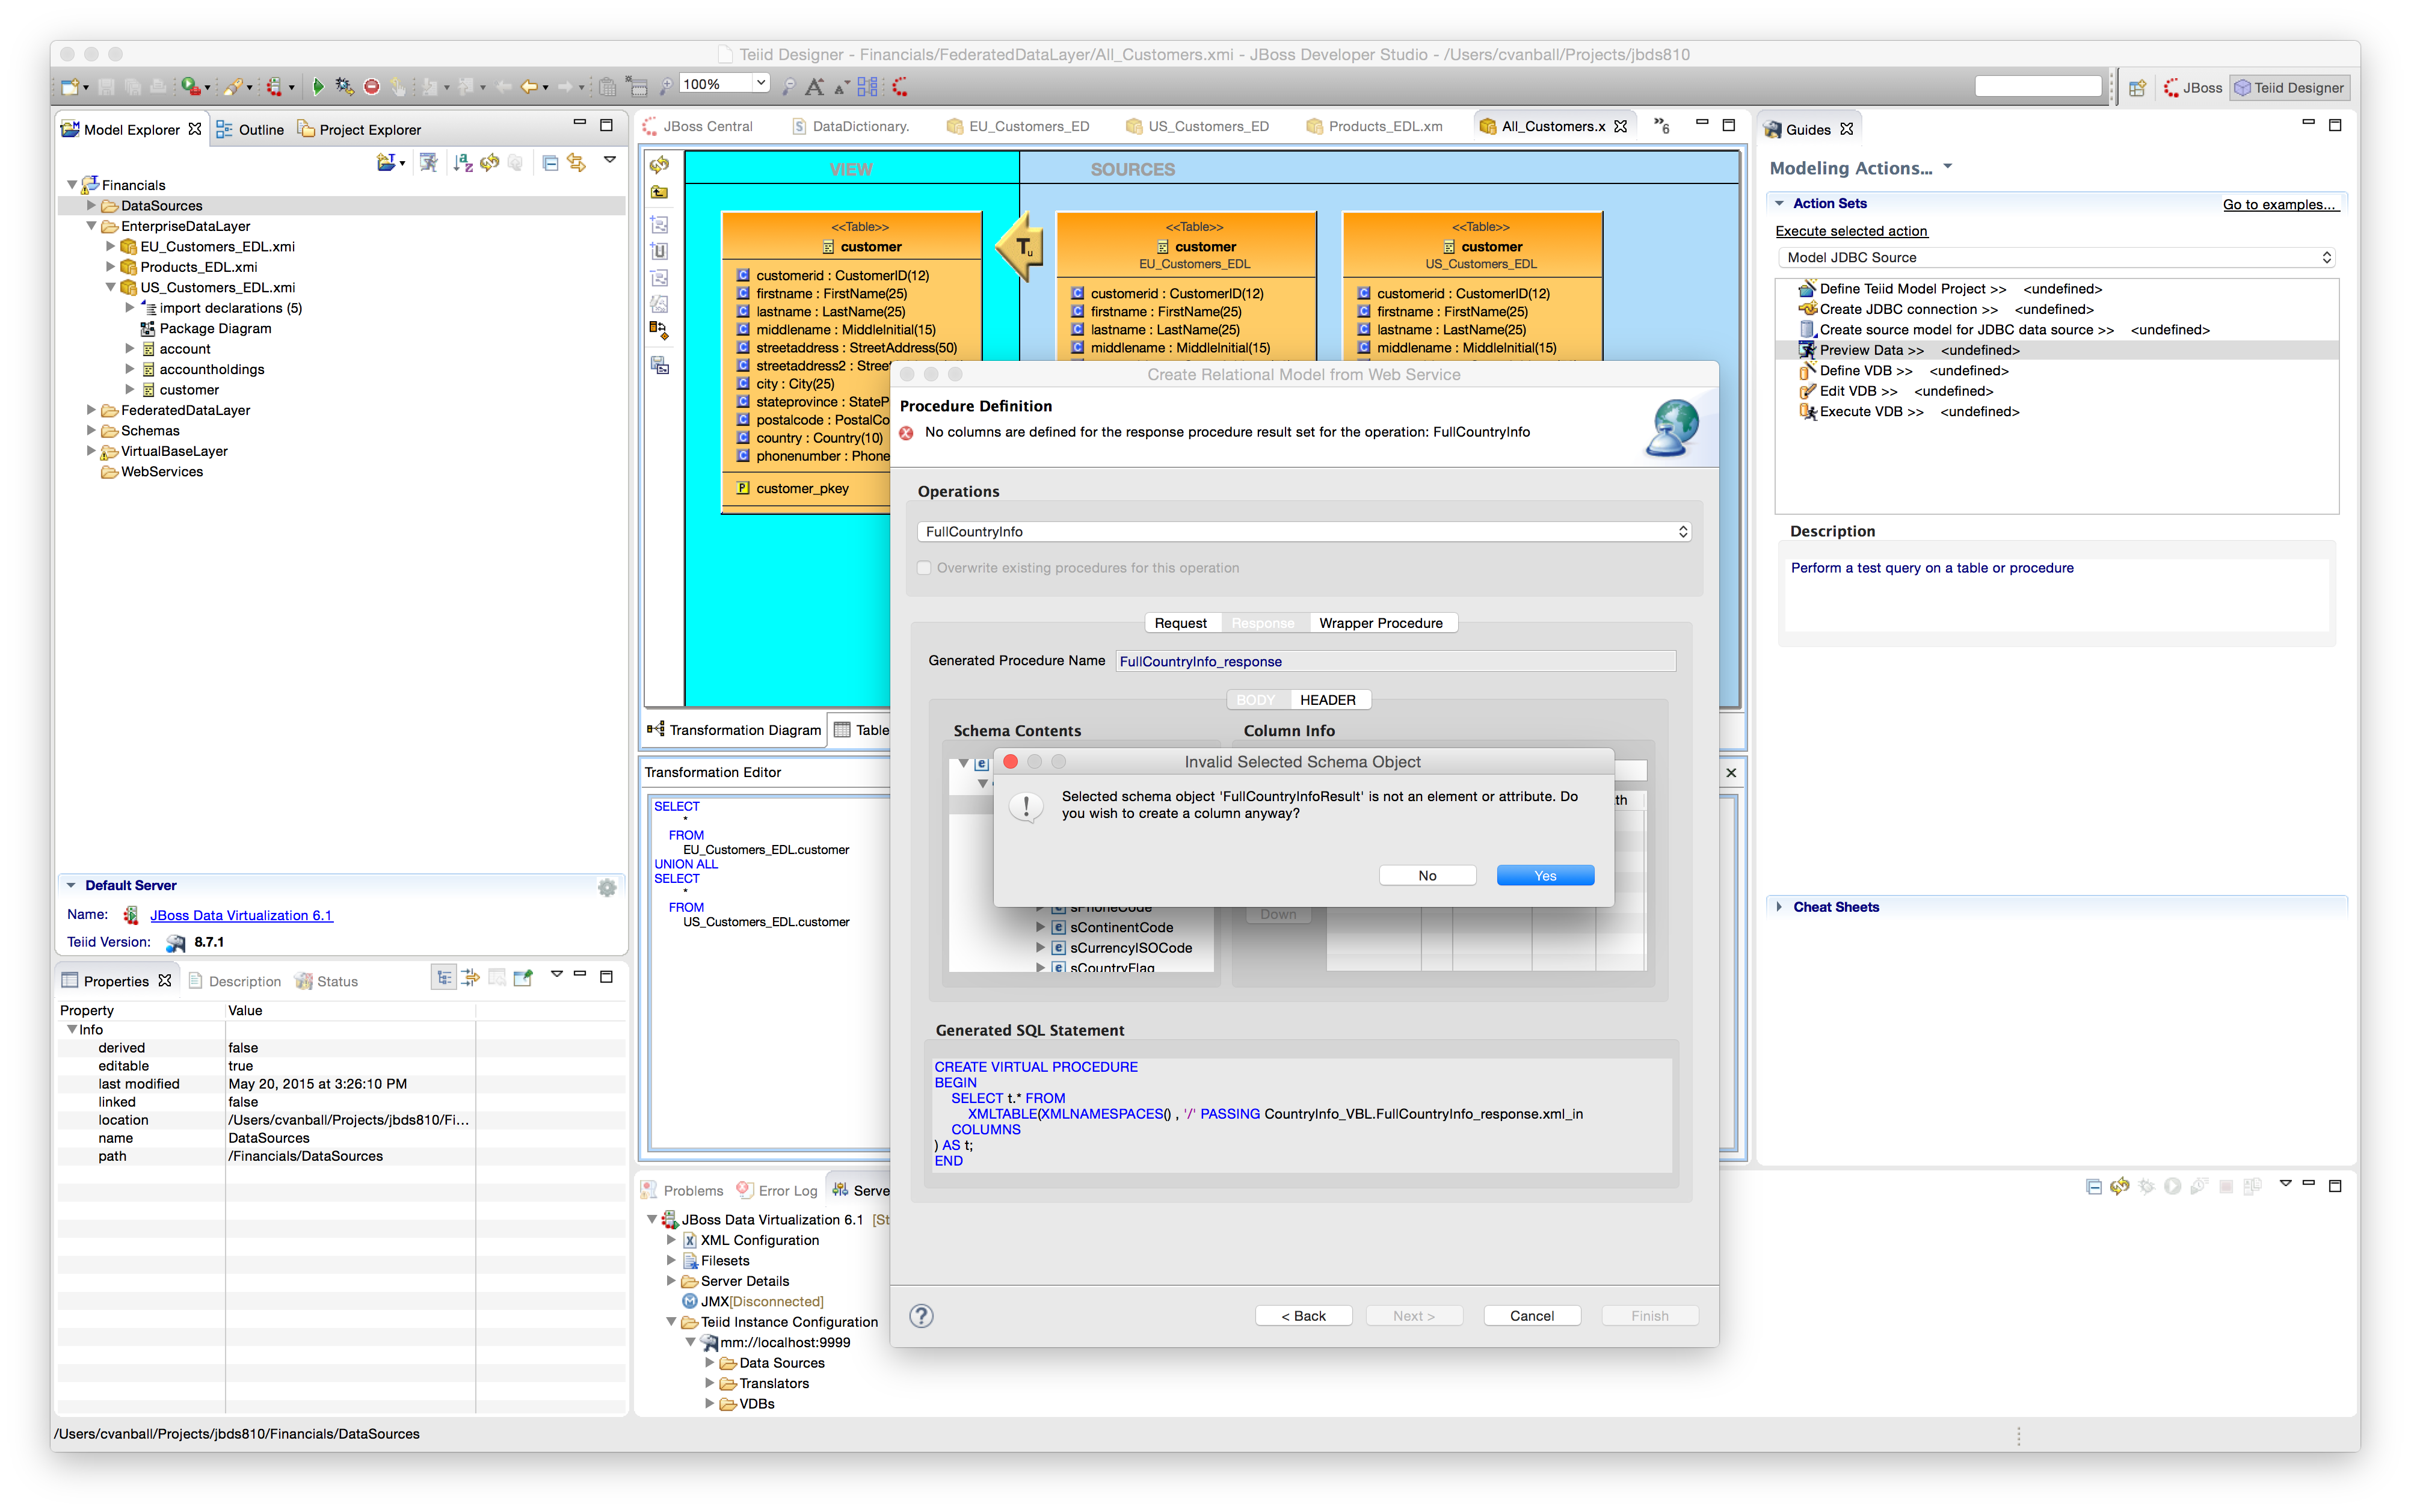 Teiid Designer - Financials/FederatedDataLayer/All_Customers.xmi - JBoss Developer Studio - /Users/cvanball/Projects/jbds810
100%
JBoss
Teiid Designer
Model Explorer
Outline
Project Explorer
Financials
DataSources
EnterpriseDataLayer
EU_Customers_EDL.xmi
Products_EDL.xmi
US_Customers_EDL.xmi
import declarations (5)
Package Diagram
account
accountholdings
customer
FederatedDataLayer
Schemas
VirtualBaseLayer
WebServices
Default Server
Name: JBoss Data Virtualization 6.1
Teiid Version: 8.7.1
Properties
Description
Status
Property Value
Info
derived false
editable true
last modified May 20, 2015 at 3:26:10 PM
linked false
location /Users/cvanball/Projects/jbds810/Fi...
name DataSources
path /Financials/DataSources
/Users/cvanball/Projects/jbds810/Financials/DataSources
JBoss Central
DataDictionary.
EU_Customers_ED
US_Customers_ED
Products_EDL.xm
All_Customers.x
»6
VIEW
SOURCES
<<Table>>
customer
customerid : CustomerID(12)
firstname : FirstName(25)
lastname : LastName(25)
middlename : MiddleInitial(15)
streetaddress : StreetAddress(50)
streetaddress2 : Street
city : City(25)
stateprovince : StateP
postalcode : PostalCo
country : Country(10)
phonenumber : Phone
customer_pkey
Tu
<<Table>>
customer
EU_Customers_EDL
customerid : CustomerID(12)
firstname : FirstName(25)
lastname : LastName(25)
middlename : MiddleInitial(15)
<<Table>>
customer
US_Customers_EDL
customerid : CustomerID(12)
firstname : FirstName(25)
lastname : LastName(25)
middlename : MiddleInitial(15)
Transformation Diagram
Table
Transformation Editor
SELECT
*
FROM
EU_Customers_EDL.customer
UNION ALL
SELECT
*
FROM
US_Customers_EDL.customer
Problems
Error Log
Serve
JBoss Data Virtualization 6.1 [St
XML Configuration
Filesets
Server Details
JMX[Disconnected]
Teiid Instance Configuration
mm://localhost:9999
Data Sources
Translators
VDBs
Create Relational Model from Web Service
Procedure Definition
No columns are defined for the response procedure result set for the operation: FullCountryInfo
Operations
FullCountryInfo
Overwrite existing procedures for this operation
Request
Response
Wrapper Procedure
Generated Procedure Name FullCountryInfo_response
BODY
HEADER
Schema Contents
Column Info
th
Invalid Selected Schema Object
Selected schema object 'FullCountryInfoResult' is not an element or attribute. Do
you wish to create a column anyway?
No
Yes
sPhoneCode
Down
sContinentCode
sCurrencyISOCode
sCountryFlag
Generated SQL Statement
CREATE VIRTUAL PROCEDURE
BEGIN
SELECT t.* FROM
XMLTABLE(XMLNAMESPACES() , '/' PASSING CountryInfo_VBL.FullCountryInfo_response.xml_in
COLUMNS
) AS t;
END
< Back
Next >
Cancel
Finish
Guides
Modeling Actions...
Action Sets
Go to examples...
Execute selected action
Model JDBC Source
Define Teiid Model Project >> <undefined>
Create JDBC connection >> <undefined>
Create source model for JDBC data source >> <undefined>
Preview Data >> <undefined>
Define VDB >> <undefined>
Edit VDB >> <undefined>
Execute VDB >> <undefined>
Description
Perform a test query on a table or procedure
Cheat Sheets